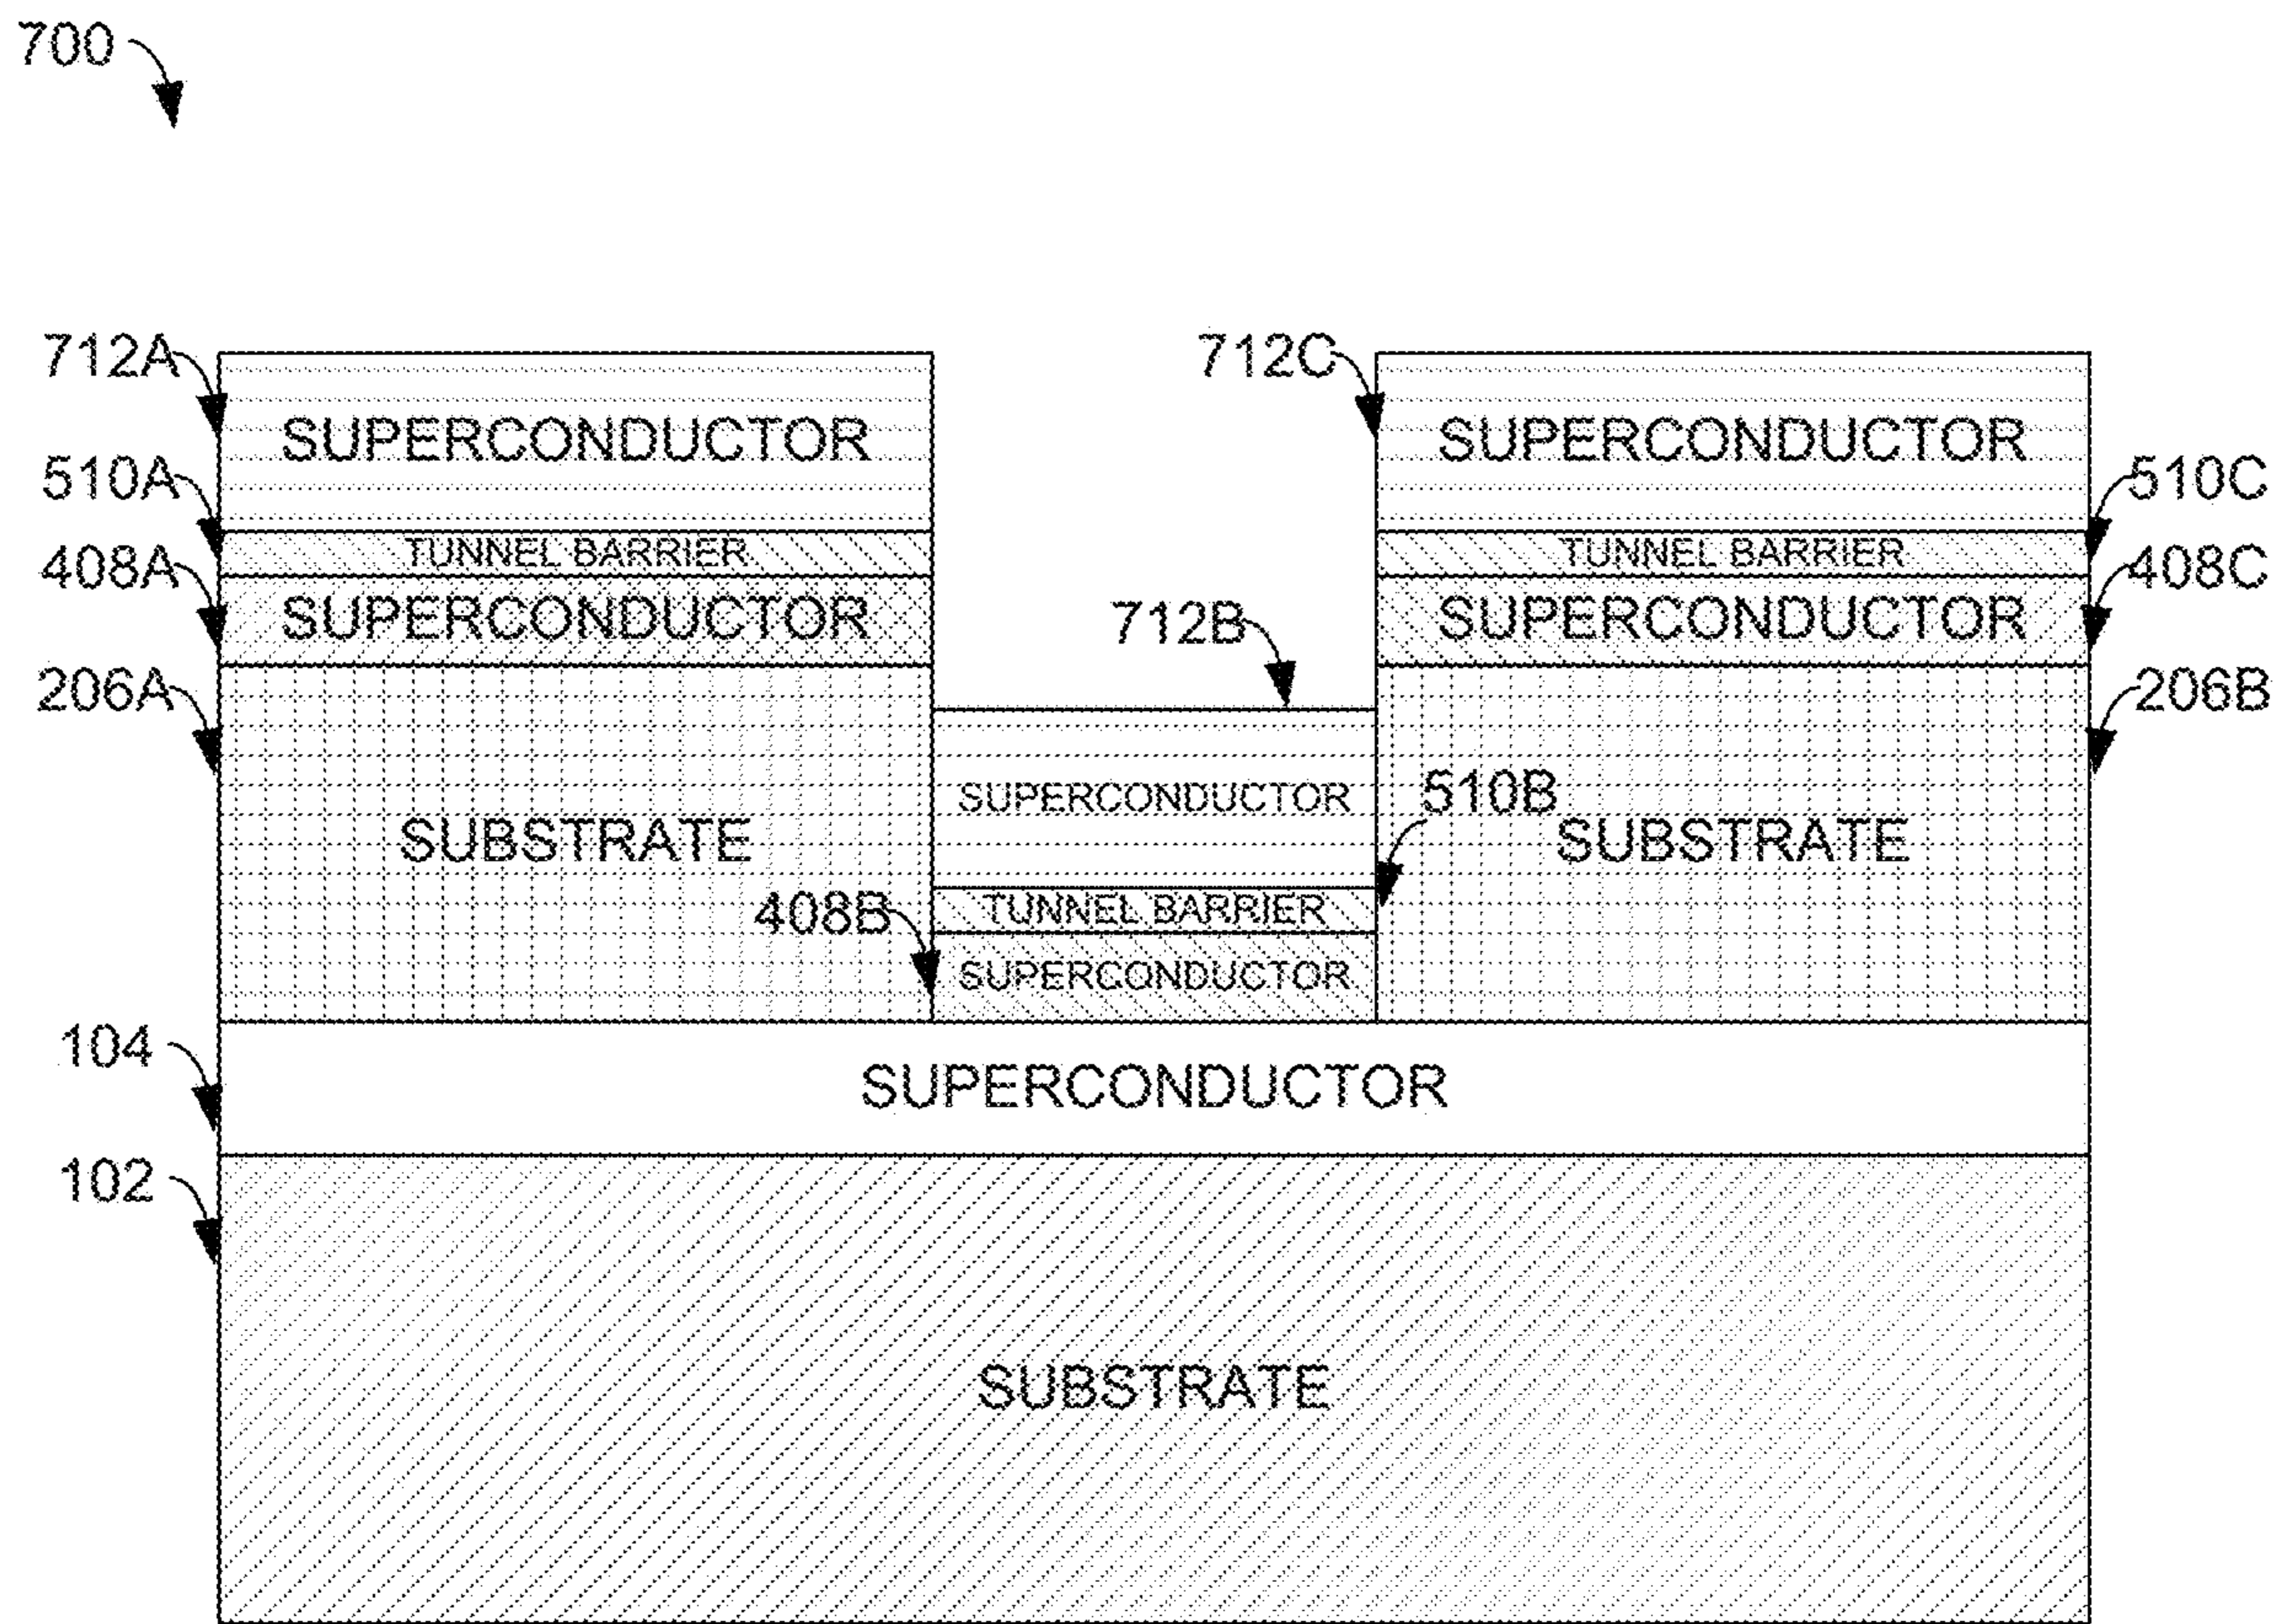 700
712A
712C
SUPERCONDUCTOR
SUPERCONDUCTOR
510A
510C
TUNNEL BARRIER
TUNNEL BARRIER
408A
408C
SUPERCONDUCTOR
SUPERCONDUCTOR
712B
206A
206B
SUPERCONDUCTOR
510B
SUBSTRATE
SUBSTRATE
408B
TUNNEL BARRIER
SUPERCONDUCTOR
104
SUPERCONDUCTOR
102
SUBSTRATE